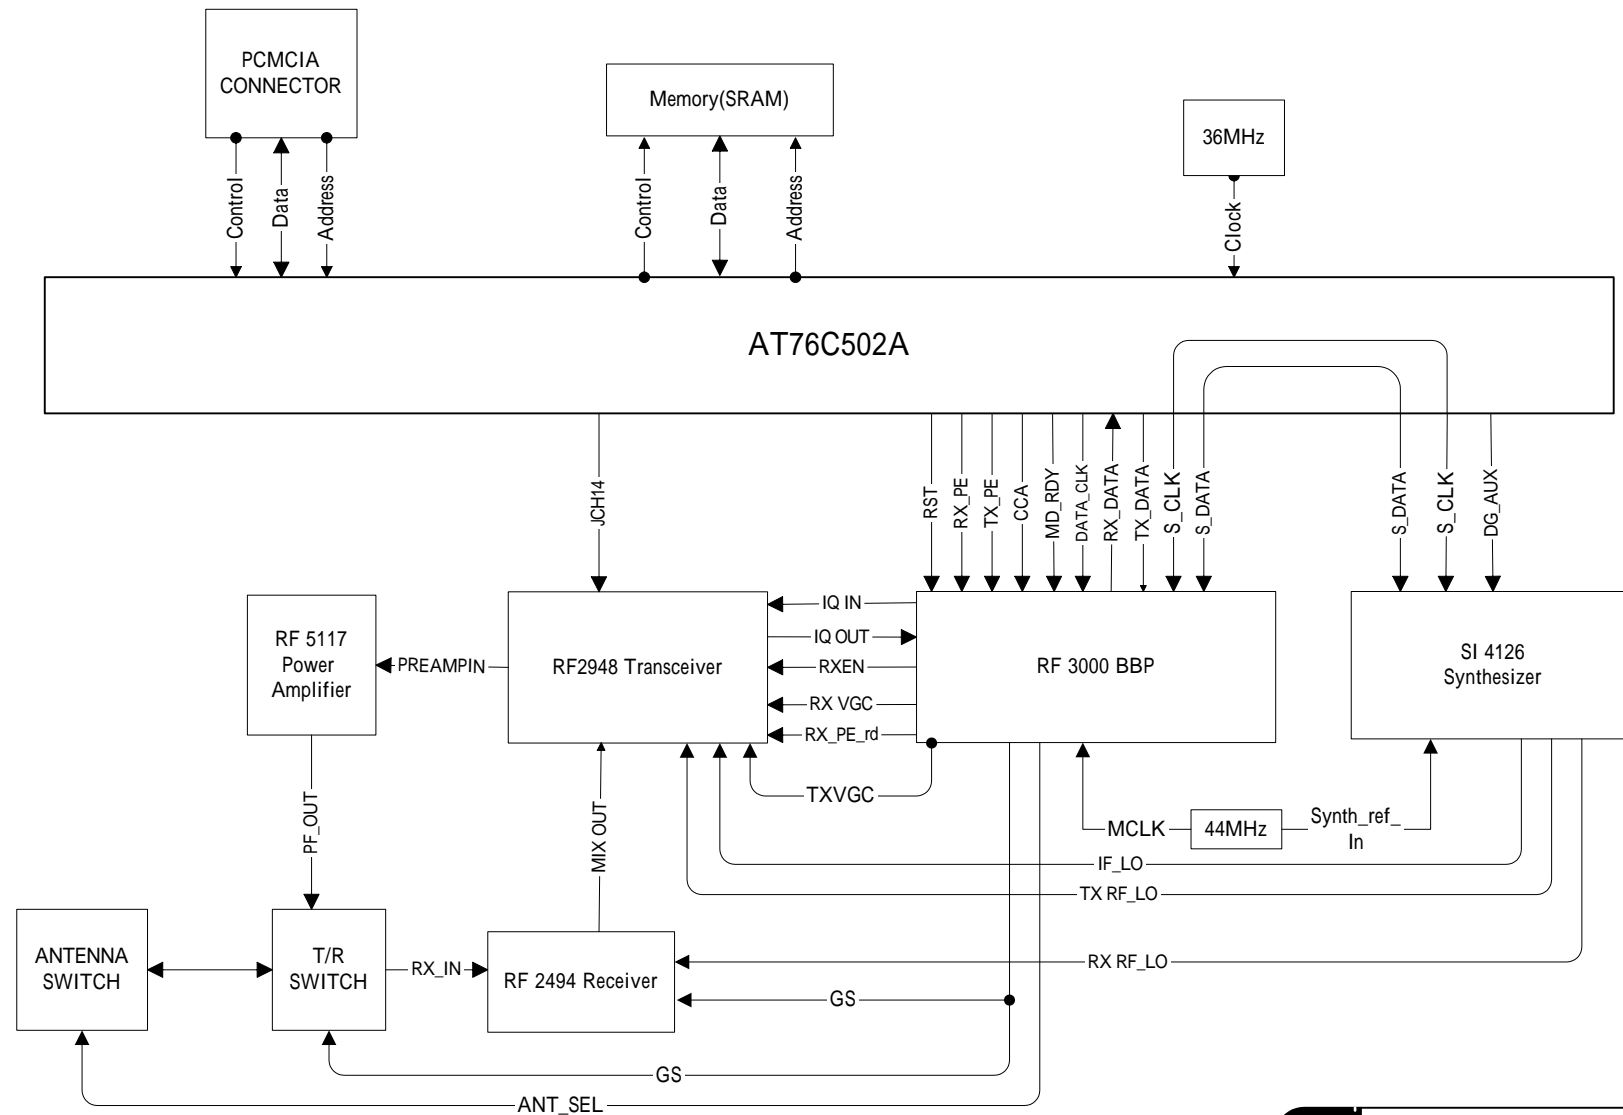 PCMCIA
CONNECTOR
Memory(SRAM)
36MHz
Control
Data
Address
Control
Data
Address
Clock
AT76C502A
JCH14
RST
RX_PE
TX_PE
CCA
MD_RDY
DATA_CLK
RX_DATA
TX_DATA
S_CLK
S_DATA
S_DATA
S_CLK
DG_AUX
RF 5117
Power
Amplifier
PREAMPIN
RF2948 Transceiver
IQ IN
IQ OUT
RXEN
RX VGC
RX_PE_rd
RF 3000 BBP
SI 4126
Synthesizer
TXVGC
PF_OUT
MIX OUT
MCLK
44MHz
Synth_ref_
In
IF_LO
TX RF_LO
ANTENNA
SWITCH
T/R
SWITCH
RX_IN
RF 2494 Receiver
RX RF_LO
GS
GS
ANT_SEL